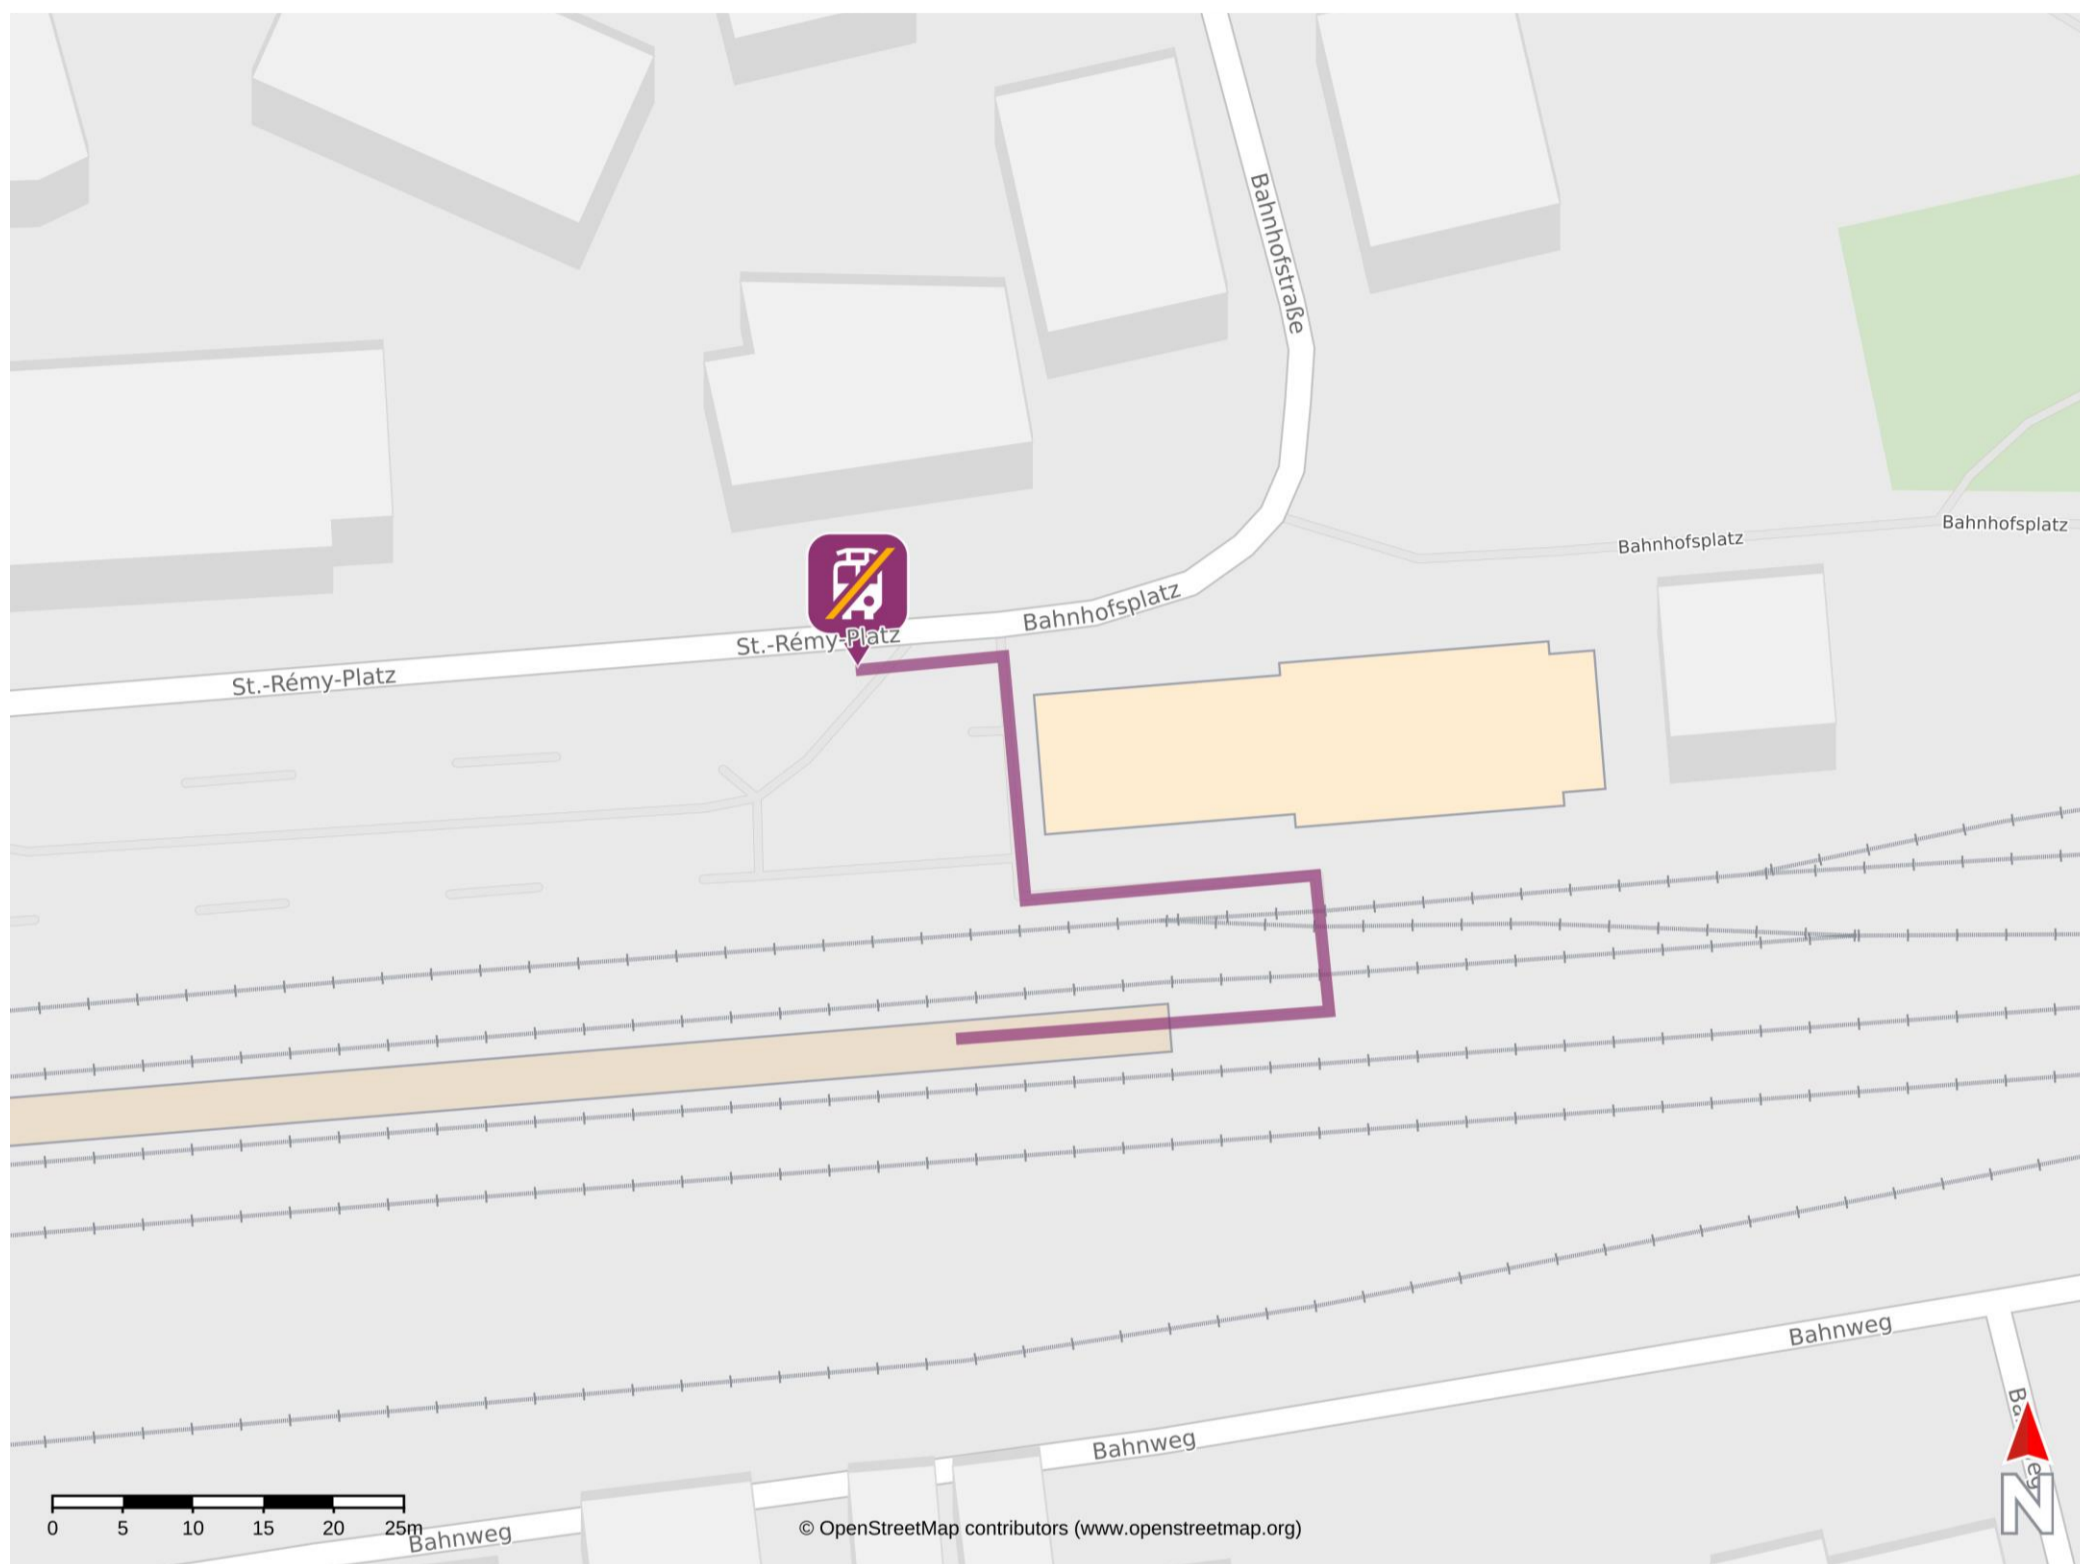 Bahnhofstraße
Bahnhofsplatz
Bahnhofsplatz
Bahnhofsplatz
St.-Rémy-Platz
St.-Rémy-Platz
Bahnweg
Bahnweg
Bahnweg
N
0 5 10 15 20 25m
© OpenStreetMap contributors (www.openstreetmap.org)